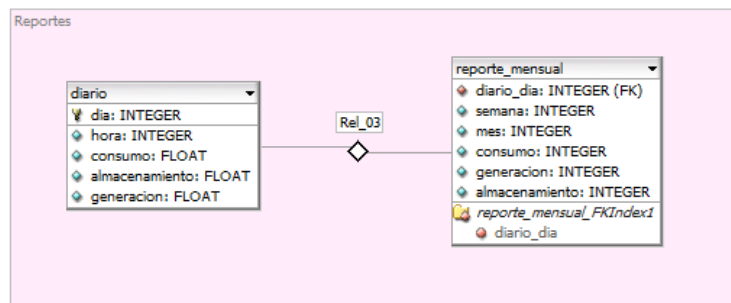 Reportes
diario
dia: INTEGER
hora: INTEGER
consumo: FLOAT
almacenamiento: FLOAT
generacion: FLOAT
Rel_03
reporte_mensual
diario_dia: INTEGER (FK)
semana: INTEGER
mes: INTEGER
consumo: INTEGER
generacion: INTEGER
almacenamiento: INTEGER
reporte_mensual_FKIndex1
diario_dia